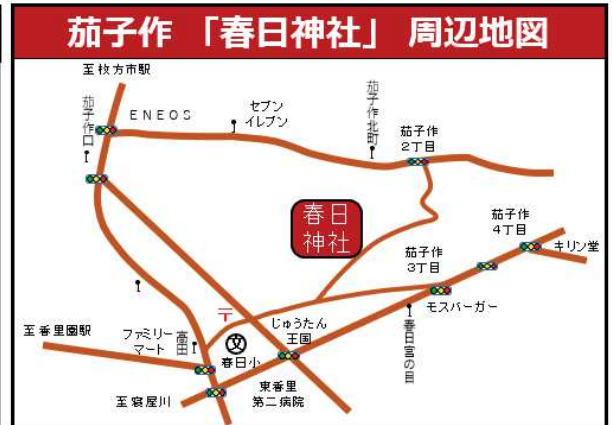 茄子作 「春日神社」 周辺地図
至枚方市駅
茄子作口
ENEOS
セブン
イレブン
茄子作北町
茄子作
2丁目
春日
神社
茄子作
3丁目
茄子作
4丁目
キリン堂
モスバーガー
〒
じゅうたん
王国
春日宮の目
至香里園駅
ファミリー
マート
高田
文
春日小
東香里
第二病院
至寝屋川